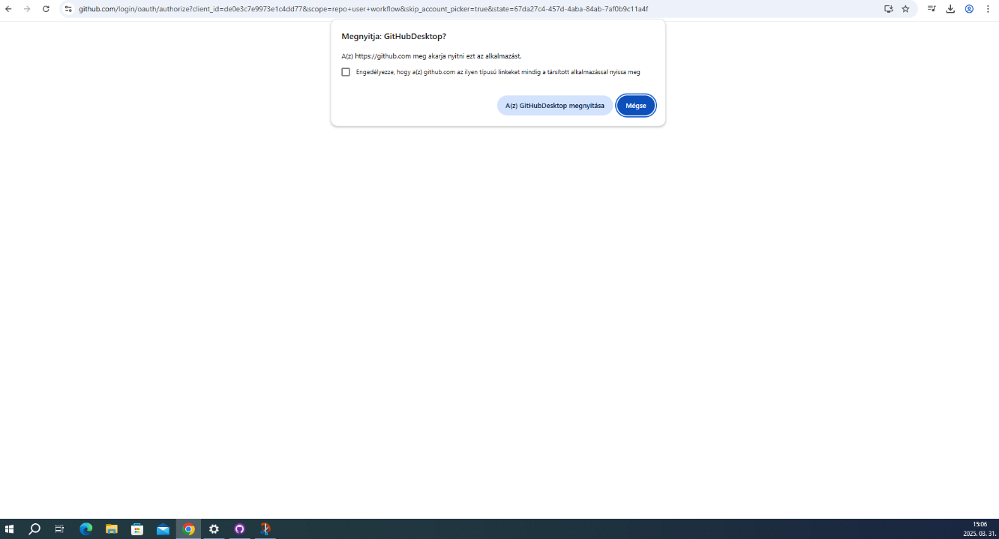 github.com/login/oauth/authorize?client_id=de0e3c7e9973e1c4dd77&scope=repo+user+workflow&skip_account_picker=true&state=67da27c4-457d-4aba-84ab-7af0b9c11a4f
Megnyitja: GitHubDesktop?
A(z) https://github.com meg akarja nyitni ezt az alkalmazást.
Engedélyezze, hogy a(z) github.com az ilyen típusú linkeket mindig a társított alkalmazással nyissa meg
A(z) GitHubDesktop megnyitása
Mégse
15:06
2025. 03. 31.